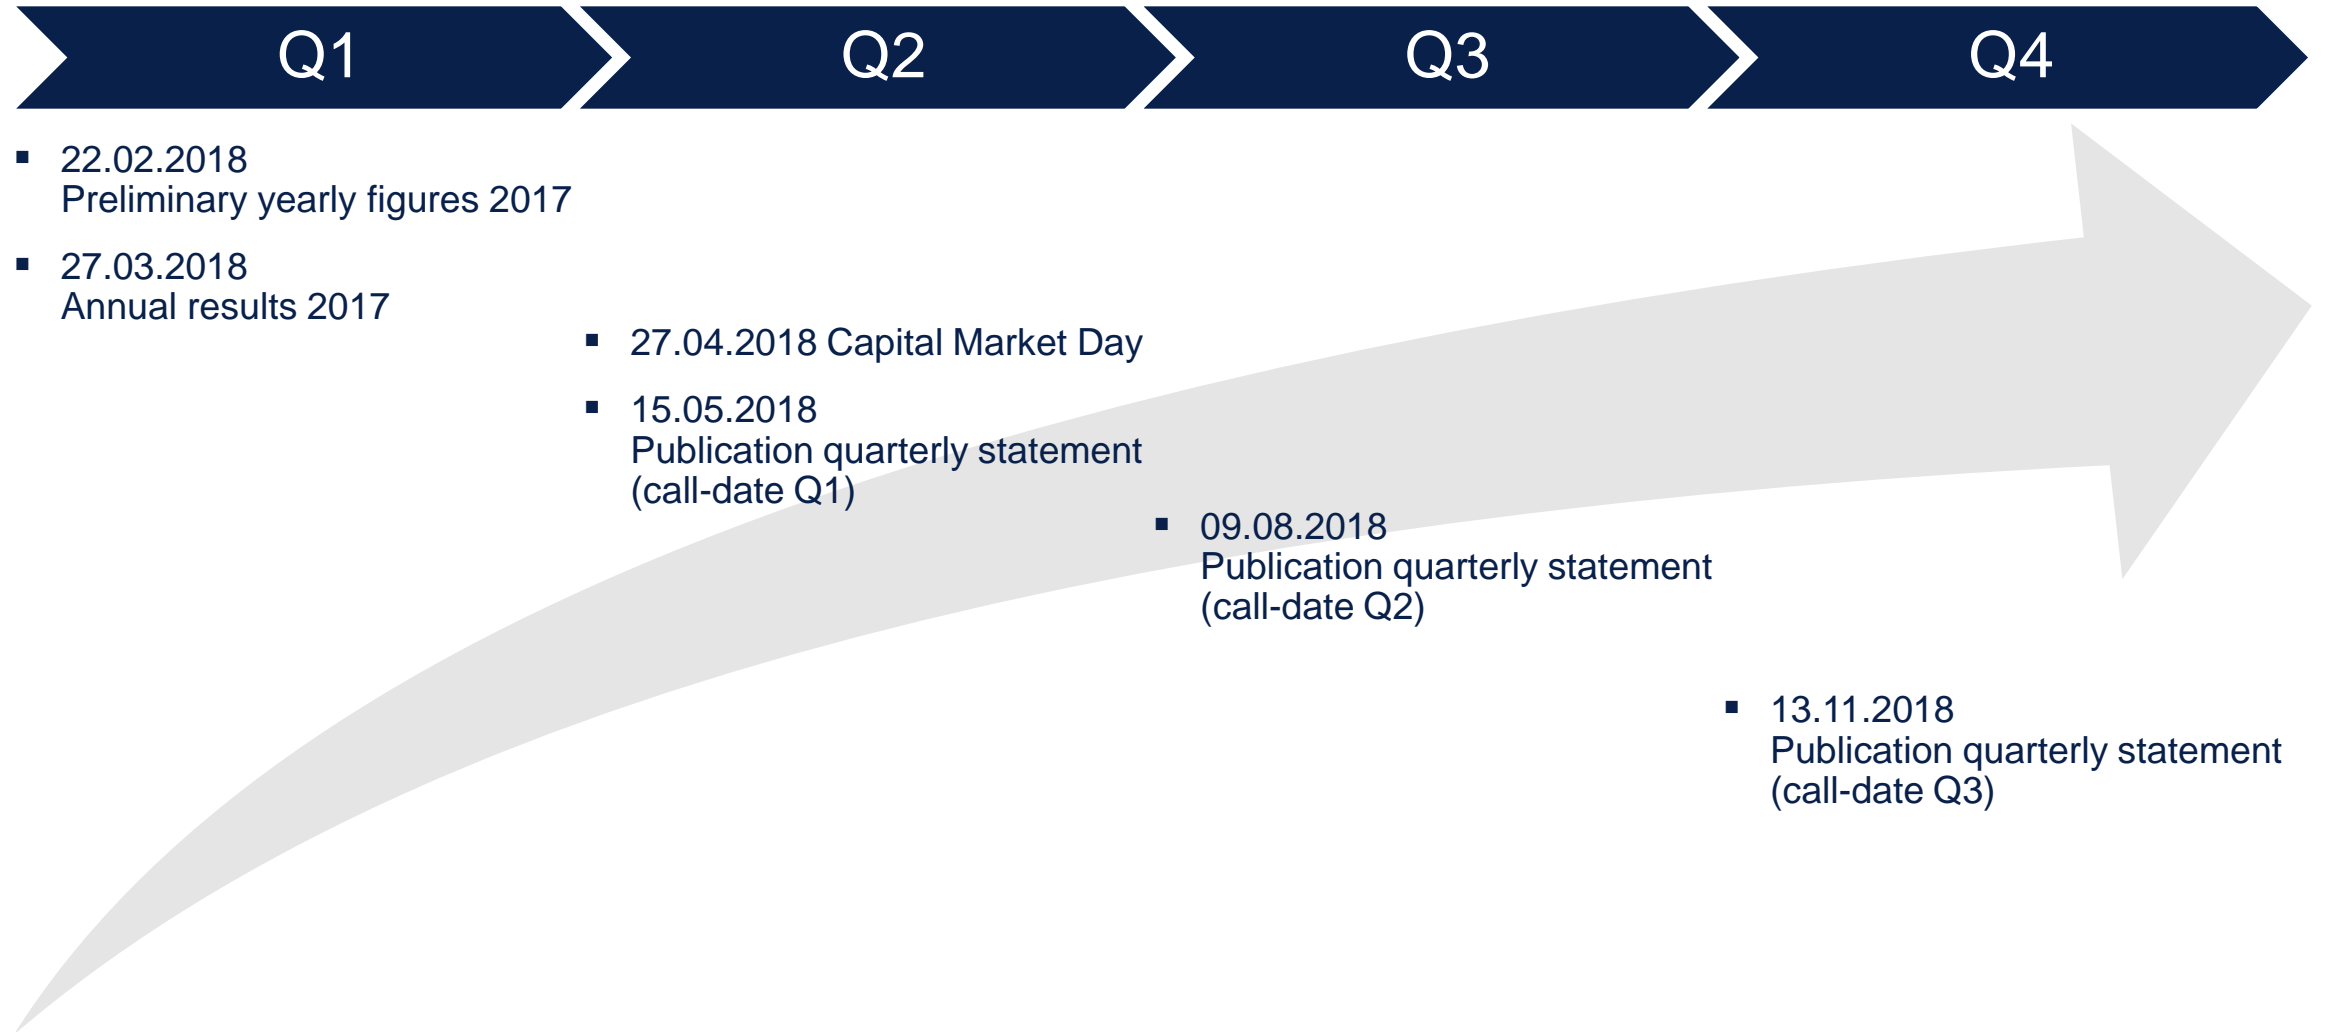 Q1
Q2
Q3
Q4
▪ 22.02.2018
Preliminary yearly figures 2017
▪ 27.03.2018
Annual results 2017
▪ 27.04.2018 Capital Market Day
▪ 15.05.2018
Publication quarterly statement
(call-date Q1)
▪ 09.08.2018
Publication quarterly statement
(call-date Q2)
▪ 13.11.2018
Publication quarterly statement
(call-date Q3)